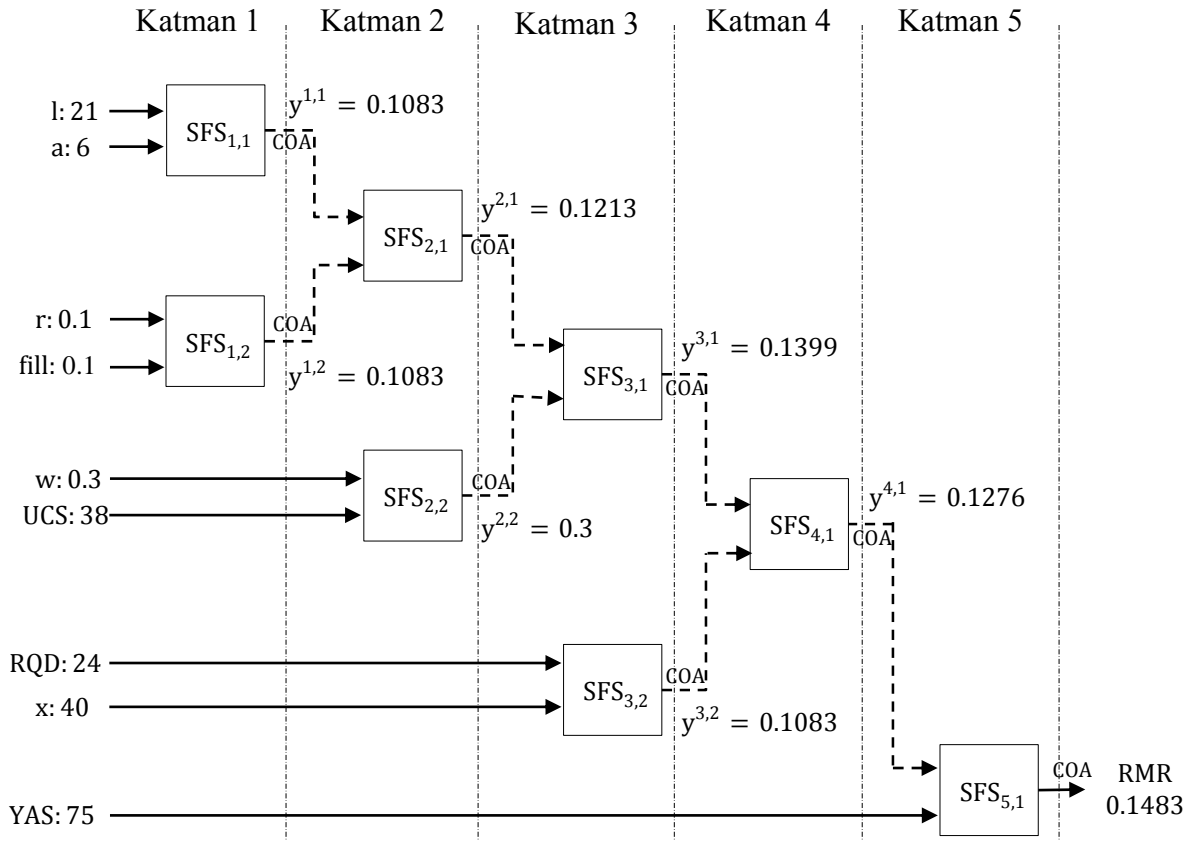 Katman 1 Katman 2 Katman 3 Katman 4 Katman 5
l: 21
a: 6
SFS1,1
COA
y1,1 = 0.1083
r: 0.1
fill: 0.1
SFS1,2
COA
y1,2 = 0.1083
SFS2,1
COA
y2,1 = 0.1213
w: 0.3
UCS: 38
SFS2,2
COA
y2,2 = 0.3
SFS3,1
COA
y3,1 = 0.1399
RQD: 24
x: 40
SFS3,2
COA
y3,2 = 0.1083
SFS4,1
COA
y4,1 = 0.1276
YAS: 75
SFS5,1
COA
RMR
0.1483